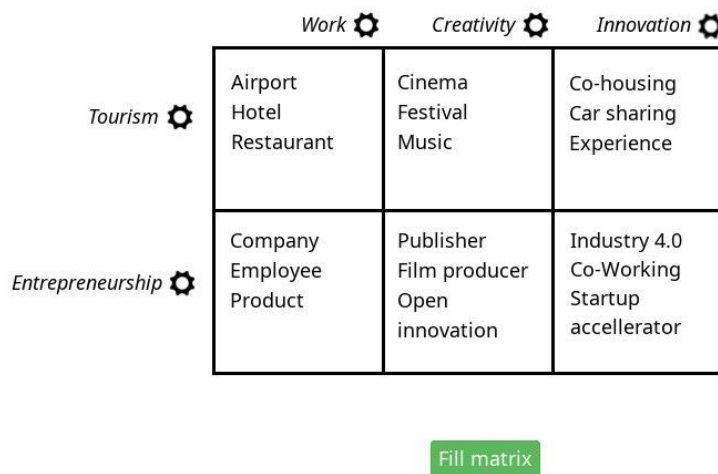 Work Creativity Innovation
Tourism
Airport
Hotel
Restaurant
Cinema
Festival
Music
Co-housing
Car sharing
Experience
Entrepreneurship
Company
Employee
Product
Publisher
Film producer
Open
innovation
Industry 4.0
Co-Working
Startup
accellerator
Fill matrix